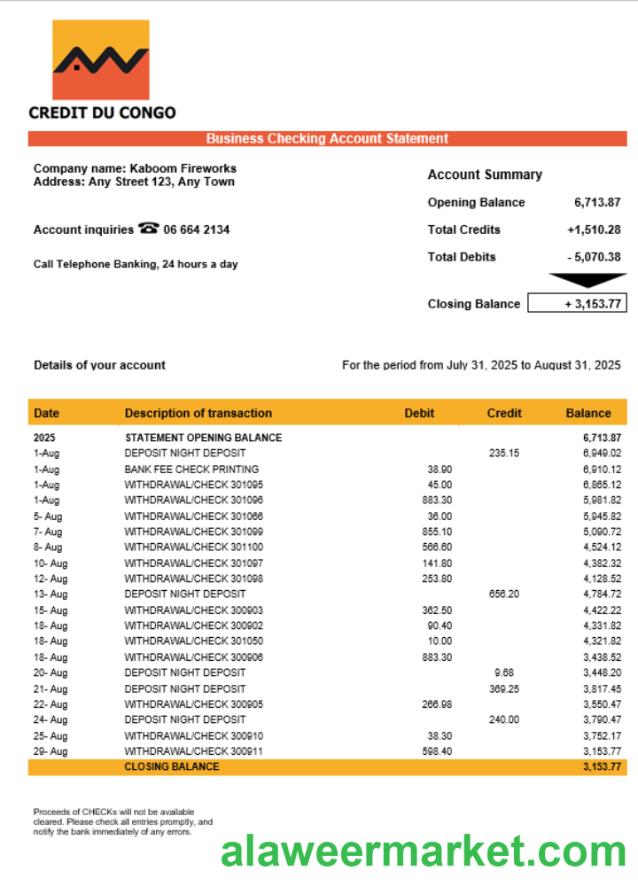 CREDIT DU CONGO
Business Checking Account Statement
Company name: Kaboom Fireworks
Address: Any Street 123, Any Town
Account inquiries ☎ 06 664 2134
Call Telephone Banking, 24 hours a day
Account Summary
Opening Balance 6,713.87
Total Credits +1,510.28
Total Debits - 5,070.38
Closing Balance + 3,153.77
Details of your account For the period from July 31, 2025 to August 31, 2025
Date Description of transaction Debit Credit Balance
2025 STATEMENT OPENING BALANCE 6,713.87
1-Aug DEPOSIT NIGHT DEPOSIT 235.15 6,949.02
1-Aug BANK FEE CHECK PRINTING 38.90 6,910.12
1-Aug WITHDRAWAL/CHECK 301095 45.00 6,865.12
1-Aug WITHDRAWAL/CHECK 301096 883.30 5,981.82
5- Aug WITHDRAWAL/CHECK 301066 36.00 5,945.82
7- Aug WITHDRAWAL/CHECK 301099 855.10 5,090.72
8- Aug WITHDRAWAL/CHECK 301100 566.60 4,524.12
10- Aug WITHDRAWAL/CHECK 301097 141.80 4,382.32
12- Aug WITHDRAWAL/CHECK 301098 253.80 4,128.52
13- Aug DEPOSIT NIGHT DEPOSIT 656.20 4,784.72
15- Aug WITHDRAWAL/CHECK 300903 362.50 4,422.22
18- Aug WITHDRAWAL/CHECK 300902 90.40 4,331.82
18- Aug WITHDRAWAL/CHECK 301050 10.00 4,321.82
18- Aug WITHDRAWAL/CHECK 300906 883.30 3,438.52
20- Aug DEPOSIT NIGHT DEPOSIT 9.68 3,448.20
21- Aug DEPOSIT NIGHT DEPOSIT 369.25 3,817.45
22- Aug WITHDRAWAL/CHECK 300905 266.98 3,550.47
24- Aug DEPOSIT NIGHT DEPOSIT 240.00 3,790.47
25- Aug WITHDRAWAL/CHECK 300910 38.30 3,752.17
29- Aug WITHDRAWAL/CHECK 300911 598.40 3,153.77
CLOSING BALANCE 3,153.77
Proceeds of CHECKs will not be available
cleared. Please check all entries promptly, and
notify the bank immediately of any errors.
alaweermarket.com